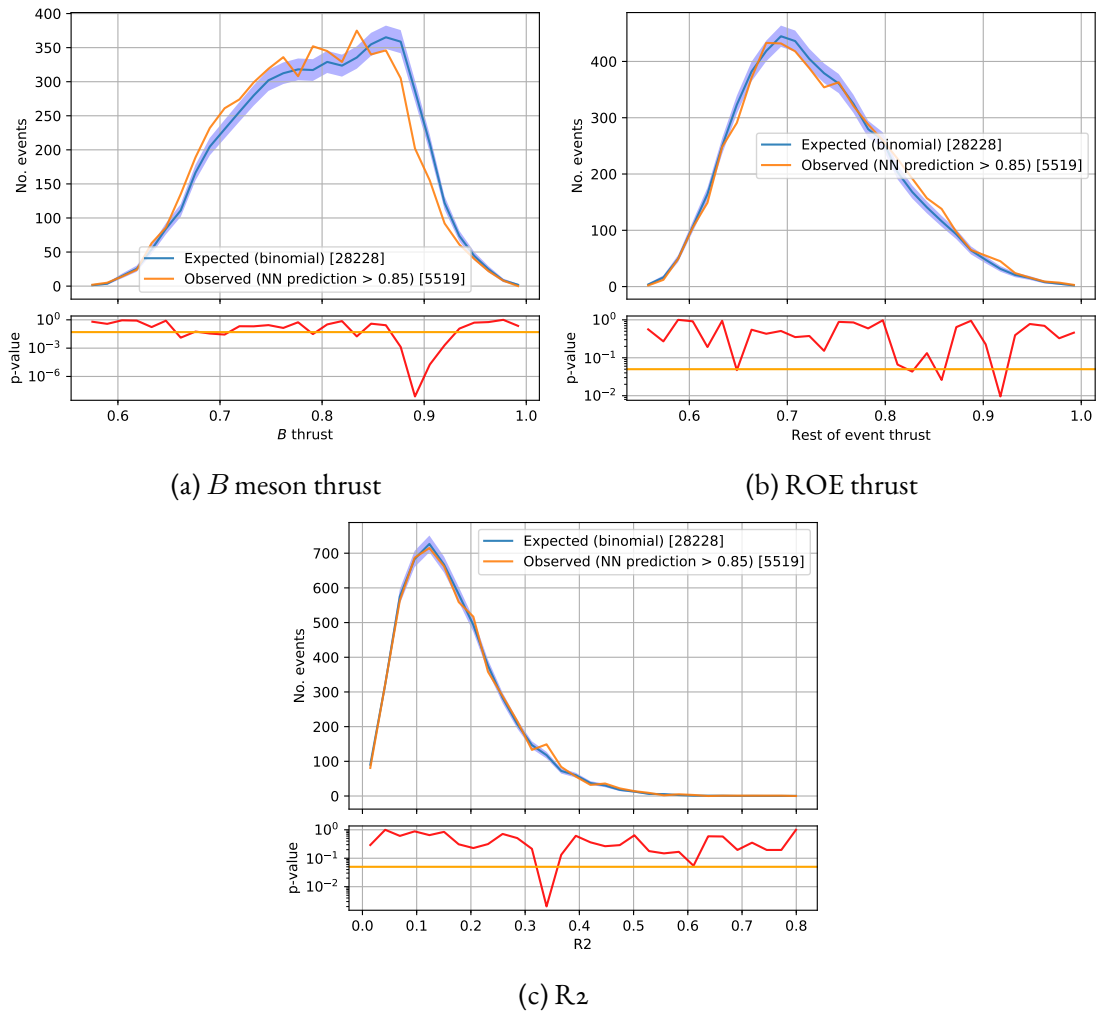 400
350
300
250
200
150
100
50
0
No. events
Expected (binomial) [28228]
Observed (NN prediction > 0.85) [5519]
10⁰
10⁻³
10⁻⁶
p-value
0.6 0.7 0.8 0.9 1.0
B thrust
(a) B meson thrust
400
300
200
100
0
No. events
Expected (binomial) [28228]
Observed (NN prediction > 0.85) [5519]
10⁰
10⁻¹
10⁻²
p-value
0.6 0.7 0.8 0.9 1.0
Rest of event thrust
(b) ROE thrust
700
600
500
400
300
200
100
0
No. events
Expected (binomial) [28228]
Observed (NN prediction > 0.85) [5519]
10⁰
10⁻¹
10⁻²
p-value
0.0 0.1 0.2 0.3 0.4 0.5 0.6 0.7 0.8
R2
(c) R2